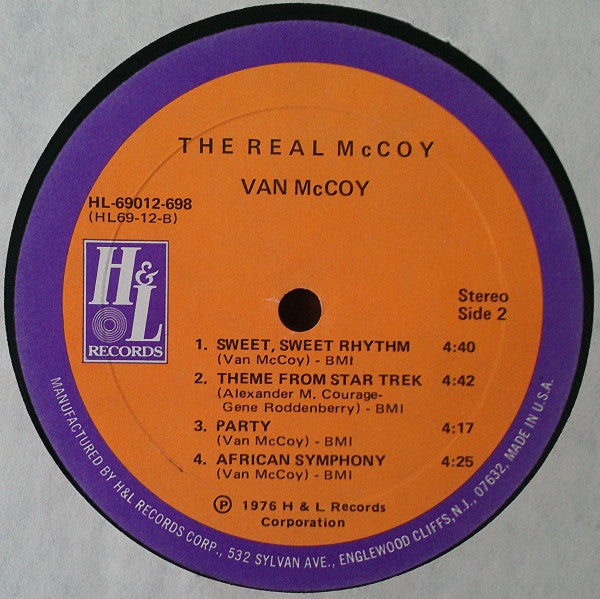 THE REAL McCOY
VAN McCOY
HL-69012-698
(HL69-12-B)
H&L
RECORDS
Stereo
Side 2
1. SWEET, SWEET RHYTHM 4:40
(Van McCoy) - BMI
2. THEME FROM STAR TREK 4:42
(Alexander M. Courage-
Gene Roddenberry) - BMI
3. PARTY 4:17
(Van McCoy) - BMI
4. AFRICAN SYMPHONY 4:25
(Van McCoy) - BMI
Ⓟ 1976 H & L Records
Corporation
MANUFACTURED BY H&L RECORDS CORP., 532 SYLVAN AVE., ENGLEWOOD CLIFFS, N.J., 07632. MADE IN U.S.A.